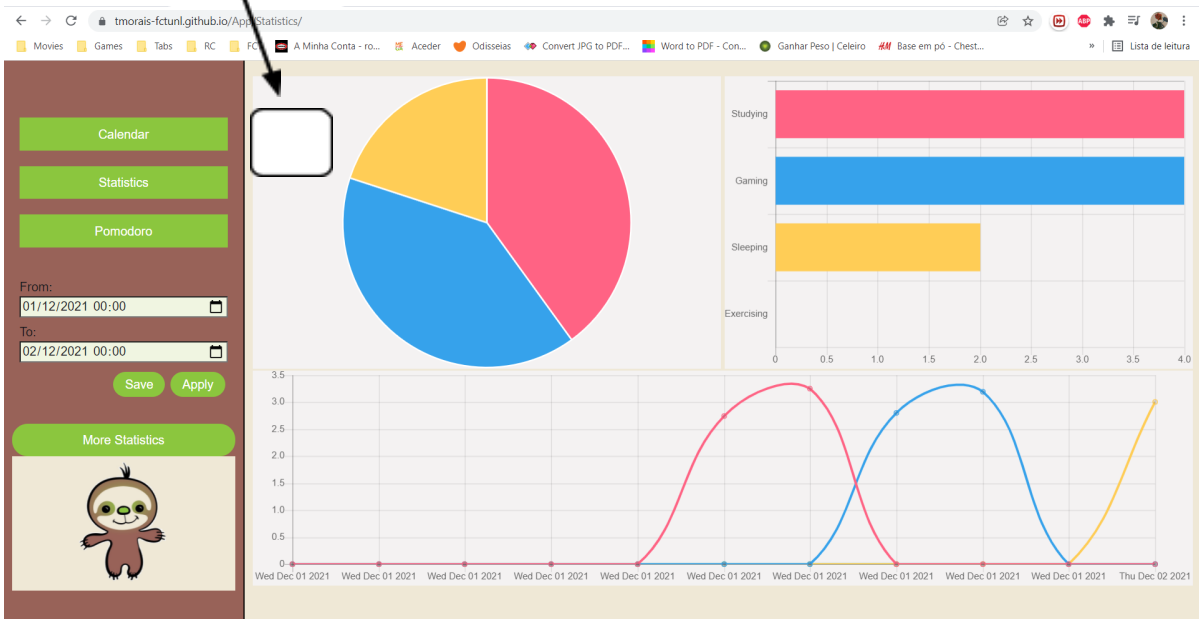 tmorais-fctunl.github.io/App/Statistics/
Movies Games Tabs RC A Minha Conta - ro... Aceder Odisseias Convert JPG to PDF... Word to PDF - Con... Ganhar Peso | Celeiro Base em pó - Chest... » Lista de leitura
Calendar
Statistics
Pomodoro
From:
01/12/2021 00:00
To:
02/12/2021 00:00
Save Apply
More Statistics
Studying
Gaming
Sleeping
Exercising
0 0.5 1.0 1.5 2.0 2.5 3.0 3.5 4.0
3.5
3.0
2.5
2.0
1.5
1.0
0.5
0
Wed Dec 01 2021 Wed Dec 01 2021 Wed Dec 01 2021 Wed Dec 01 2021 Wed Dec 01 2021 Wed Dec 01 2021 Wed Dec 01 2021 Wed Dec 01 2021 Wed Dec 01 2021 Wed Dec 01 2021 Thu Dec 02 2021